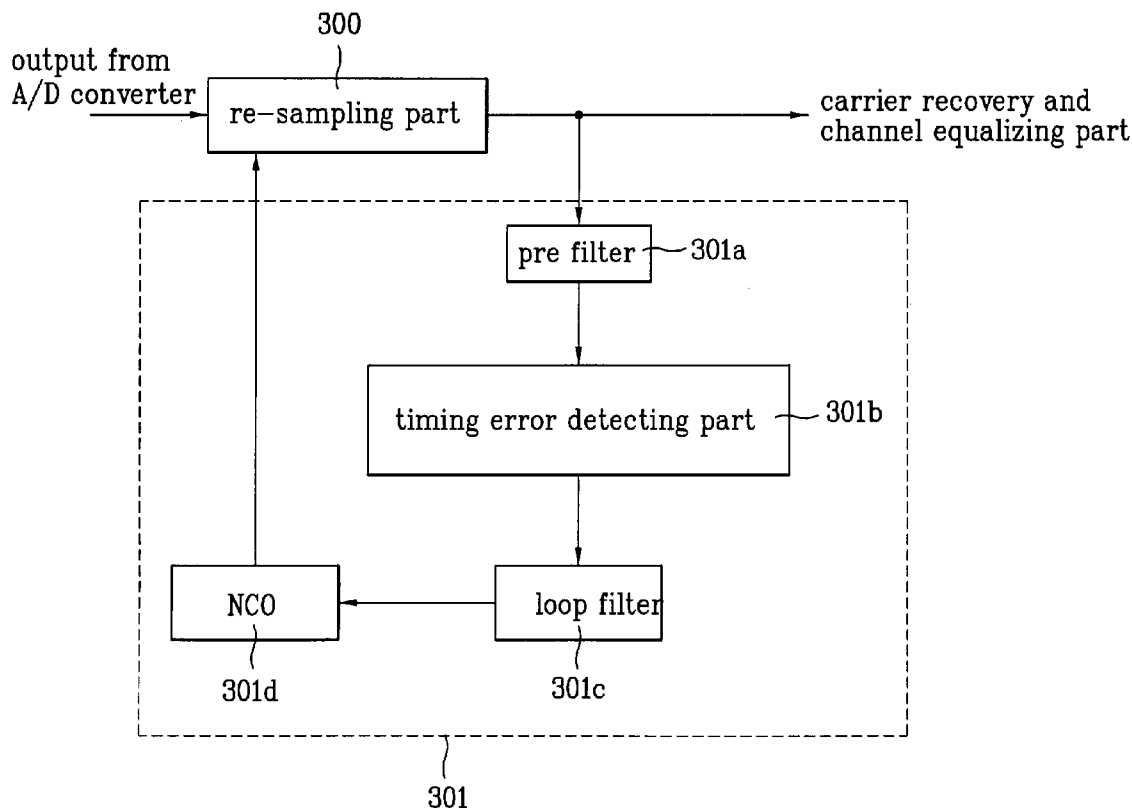 300
output from
A/D converter
re-sampling part
carrier recovery and
channel equalizing part
pre filter
301a
timing error detecting part
301b
NCO
loop filter
301d
301c
301